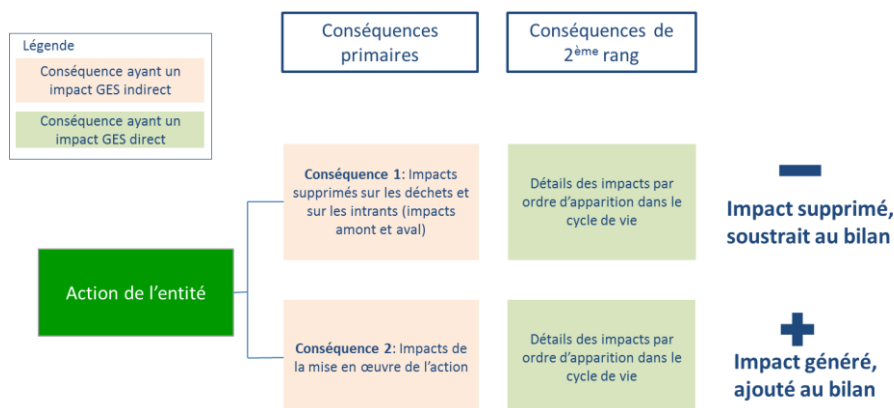 Conséquences
primaires
Conséquences de
2ème rang
Légende
Conséquence ayant un
impact GES indirect
Conséquence ayant un
impact GES direct
Conséquence 1: Impacts
supprimés sur les déchets et
sur les intrants (impacts
amont et aval)
Détails des impacts par
ordre d’apparition dans le
cycle de vie
Impact supprimé,
soustrait au bilan
Action de l’entité
Conséquence 2: Impacts de
la mise en œuvre de l’action
Détails des impacts par
ordre d’apparition dans le
cycle de vie
Impact généré,
ajouté au bilan